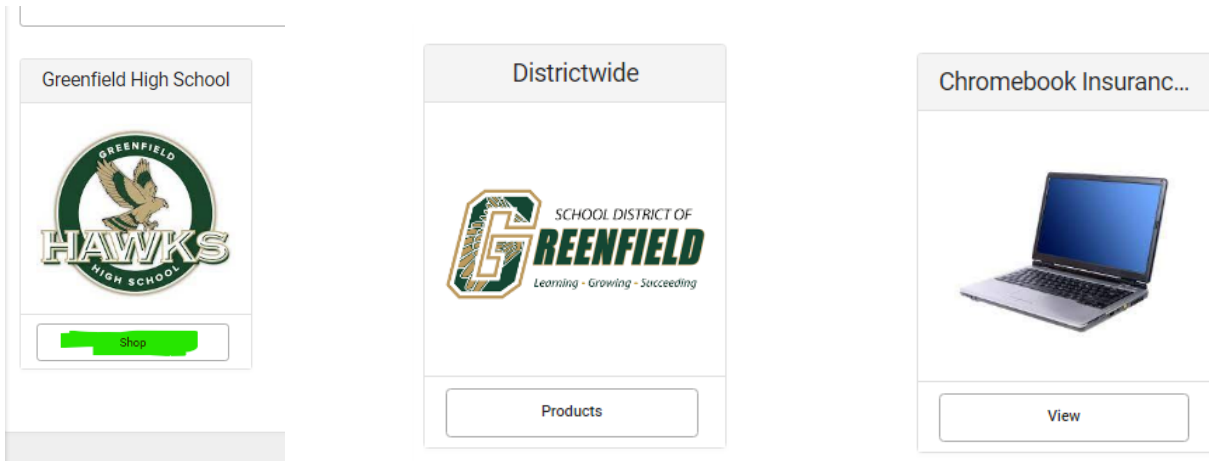 Greenfield High School
GREENFIELD
HAWKS
HIGH SCHOOL
Shop
Districtwide
SCHOOL DISTRICT OF
GREENFIELD
Learning - Growing - Succeeding
Products
Chromebook Insuranc...
View